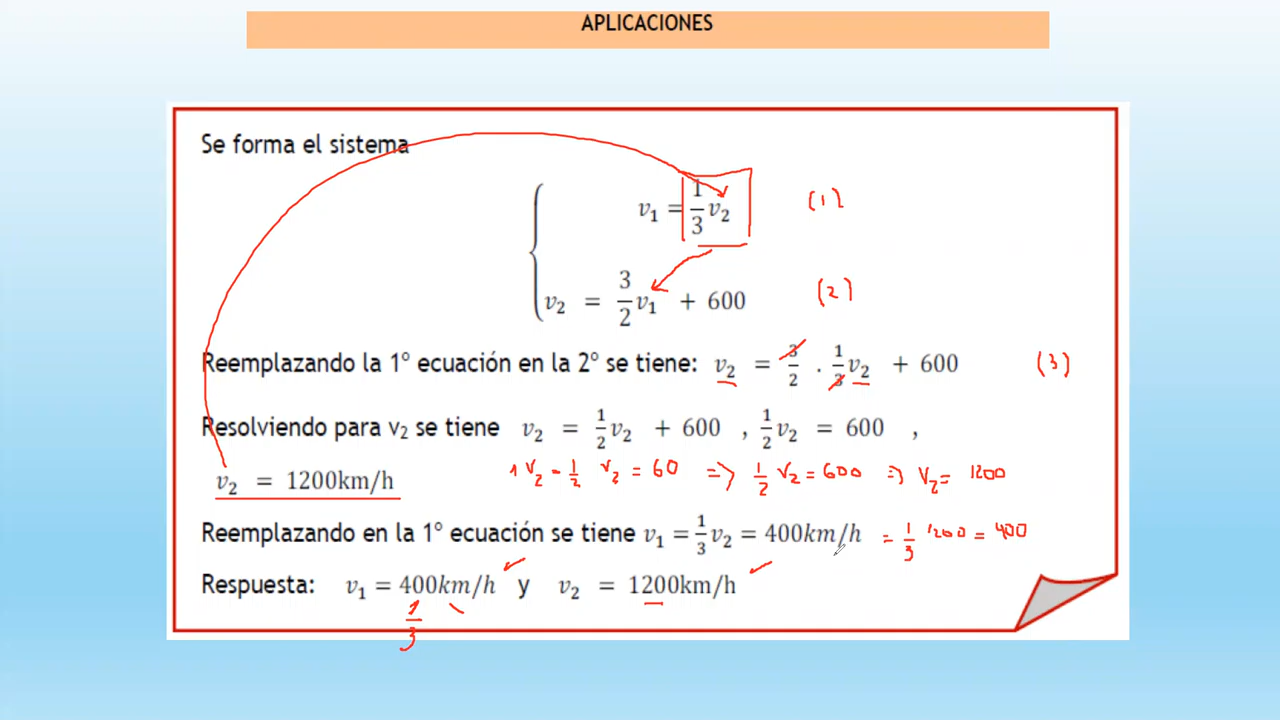 APLICACIONES
Se forma el sistema
v₁ = 1/3 v₂ (1)
v₂ = 3/2 v₁ + 600 (2)
Reemplazando la 1° ecuación en la 2° se tiene: v₂ = 3/2 . 1/3 v₂ + 600 (3)
Resolviendo para v₂ se tiene v₂ = 1/2 v₂ + 600 , 1/2 v₂ = 600 ,
v₂ = 1200km/h 1 v₂ - 1/2 v₂ = 60 => 1/2 v₂ = 600 => v₂ = 1200
Reemplazando en la 1° ecuación se tiene v₁ = 1/3 v₂ = 400km/h = 1/3 1200 = 400
Respuesta: v₁ = 400km/h y v₂ = 1200km/h
1/3